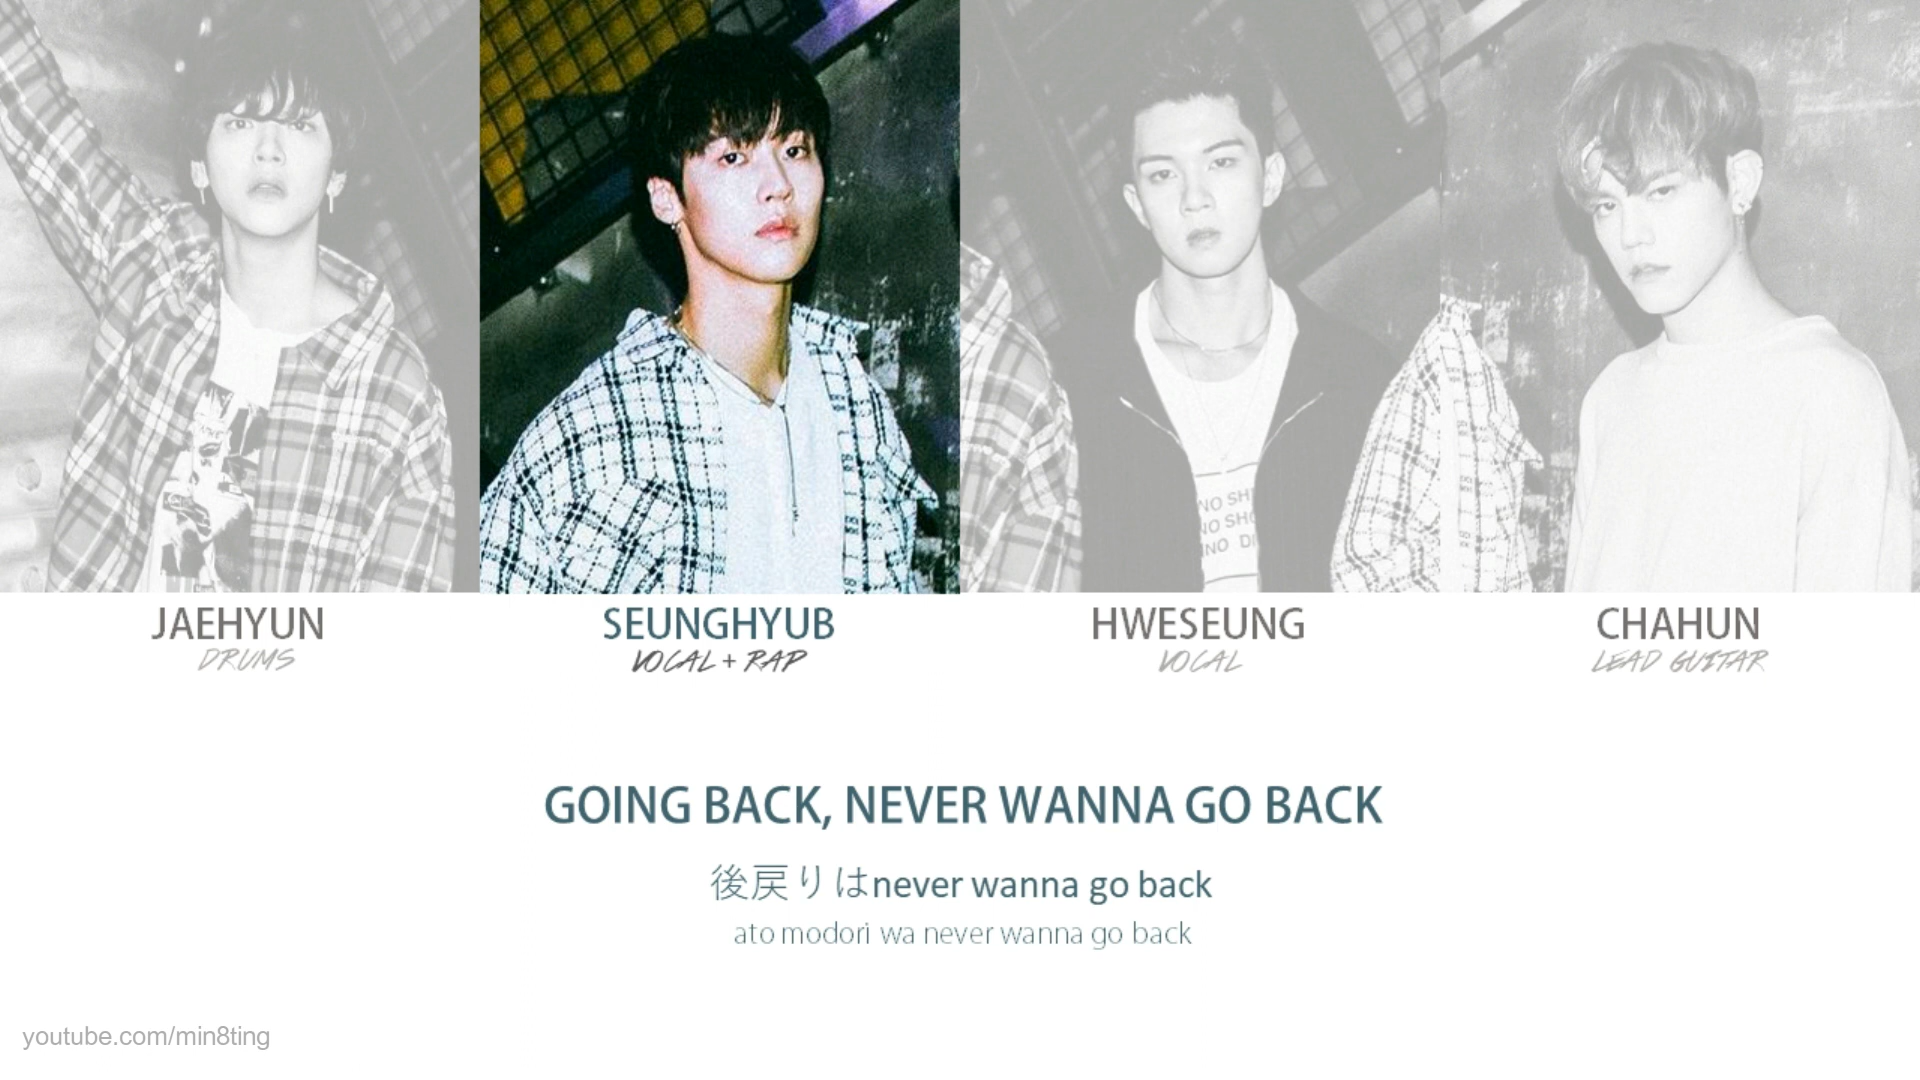 JAEHYUN
DRUMS
SEUNGHYUB
VOCAL + RAP
HWESEUNG
VOCAL
CHAHUN
LEAD GUITAR
GOING BACK, NEVER WANNA GO BACK
後戻りはnever wanna go back
ato modori wa never wanna go back
youtube.com/min8ting